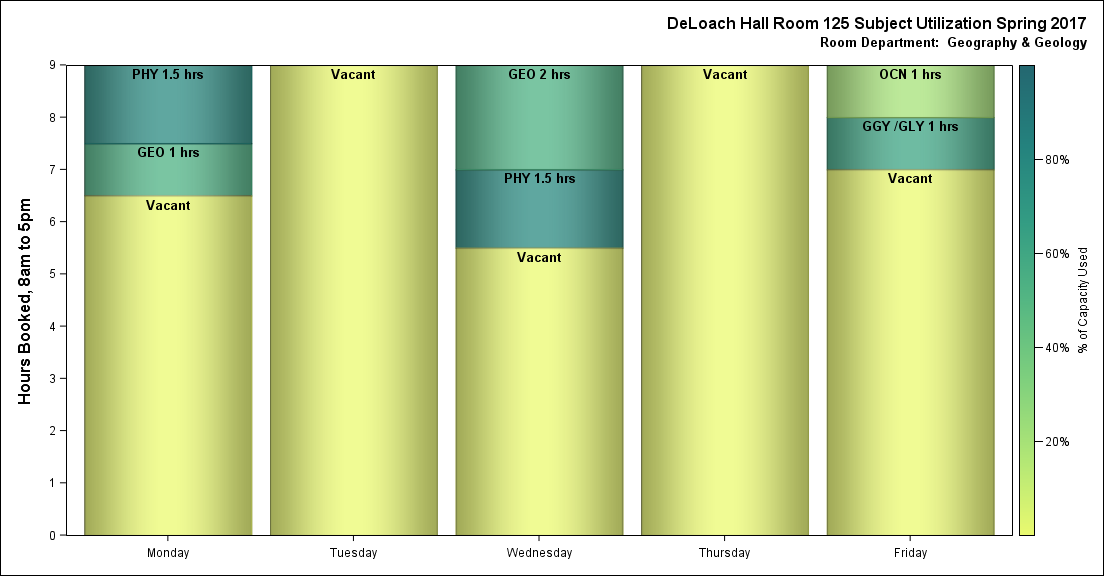 DeLoach Hall Room 125 Subject Utilization Spring 2017
Room Department: Geography & Geology
Hours Booked, 8am to 5pm
9
8
7
6
5
4
3
2
1
0
PHY 1.5 hrs
GEO 1 hrs
Vacant
Vacant
GEO 2 hrs
PHY 1.5 hrs
Vacant
Vacant
OCN 1 hrs
GGY /GLY 1 hrs
Vacant
Monday
Tuesday
Wednesday
Thursday
Friday
80%
60%
40%
20%
% of Capacity Used